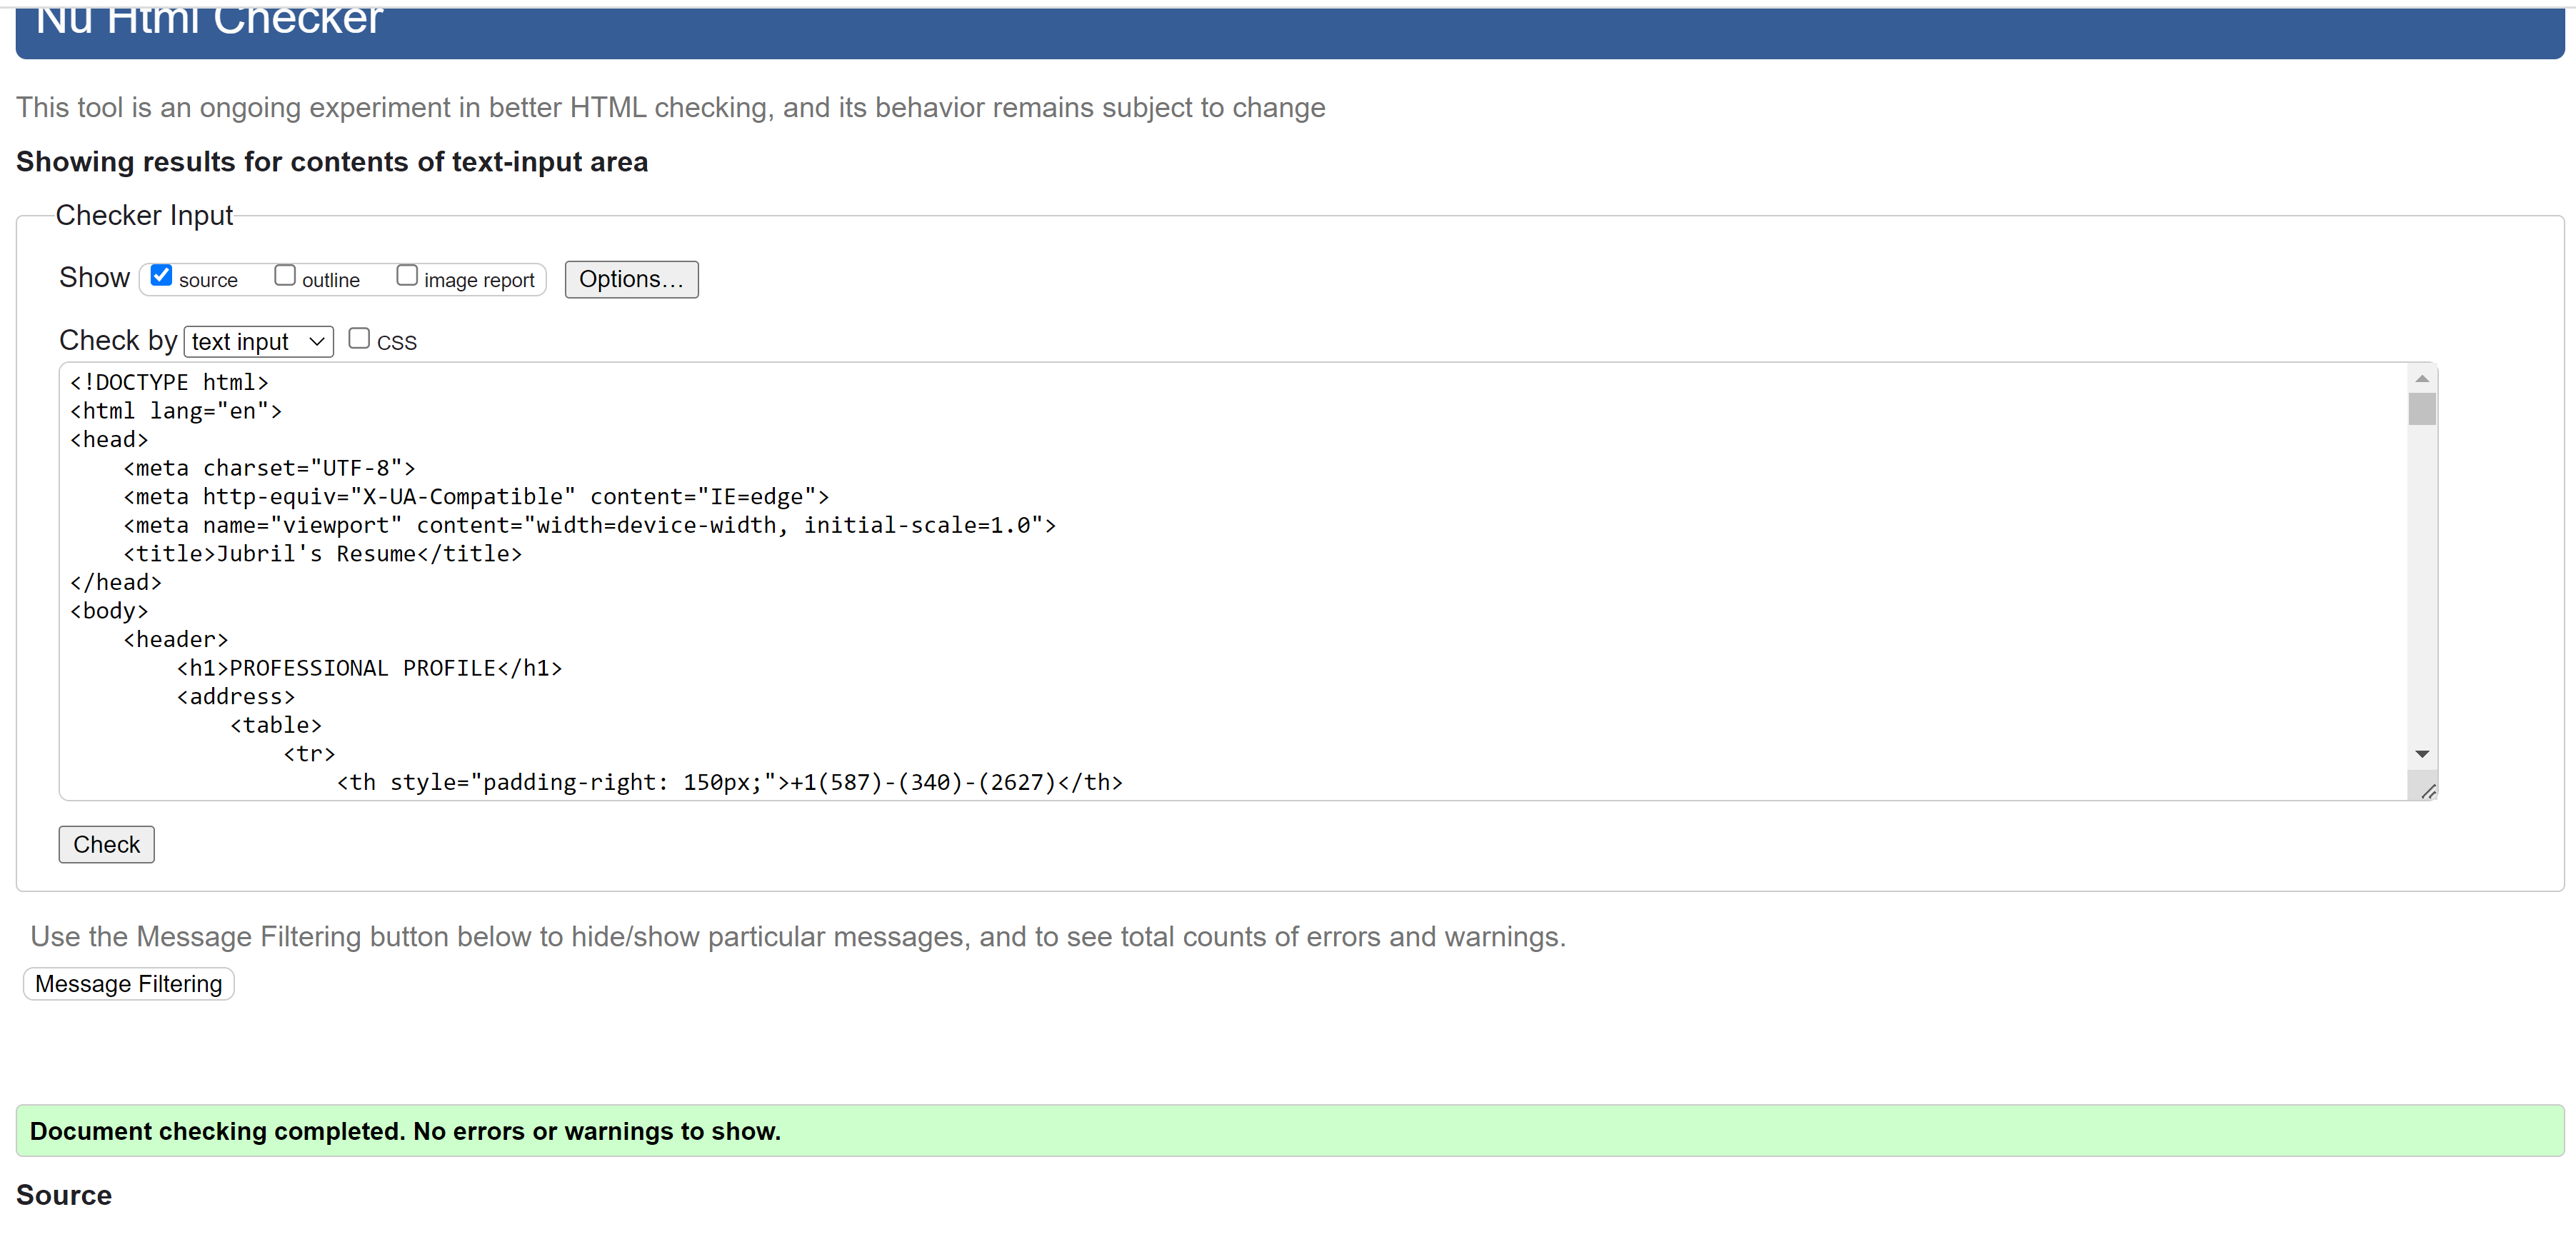 Nu Html Checker
This tool is an ongoing experiment in better HTML checking, and its behavior remains subject to change
Showing results for contents of text-input area
Checker Input
Show source outline image report Options...
Check by text input CSS
<!DOCTYPE html>
<html lang="en">
<head>
    <meta charset="UTF-8">
    <meta http-equiv="X-UA-Compatible" content="IE=edge">
    <meta name="viewport" content="width=device-width, initial-scale=1.0">
    <title>Jubril's Resume</title>
</head>
<body>
    <header>
        <h1>PROFESSIONAL PROFILE</h1>
        <address>
            <table>
                <tr>
                    <th style="padding-right: 150px;">+1(587)-(340)-(2627)</th>
Check
Use the Message Filtering button below to hide/show particular messages, and to see total counts of errors and warnings.
Message Filtering
Document checking completed. No errors or warnings to show.
Source